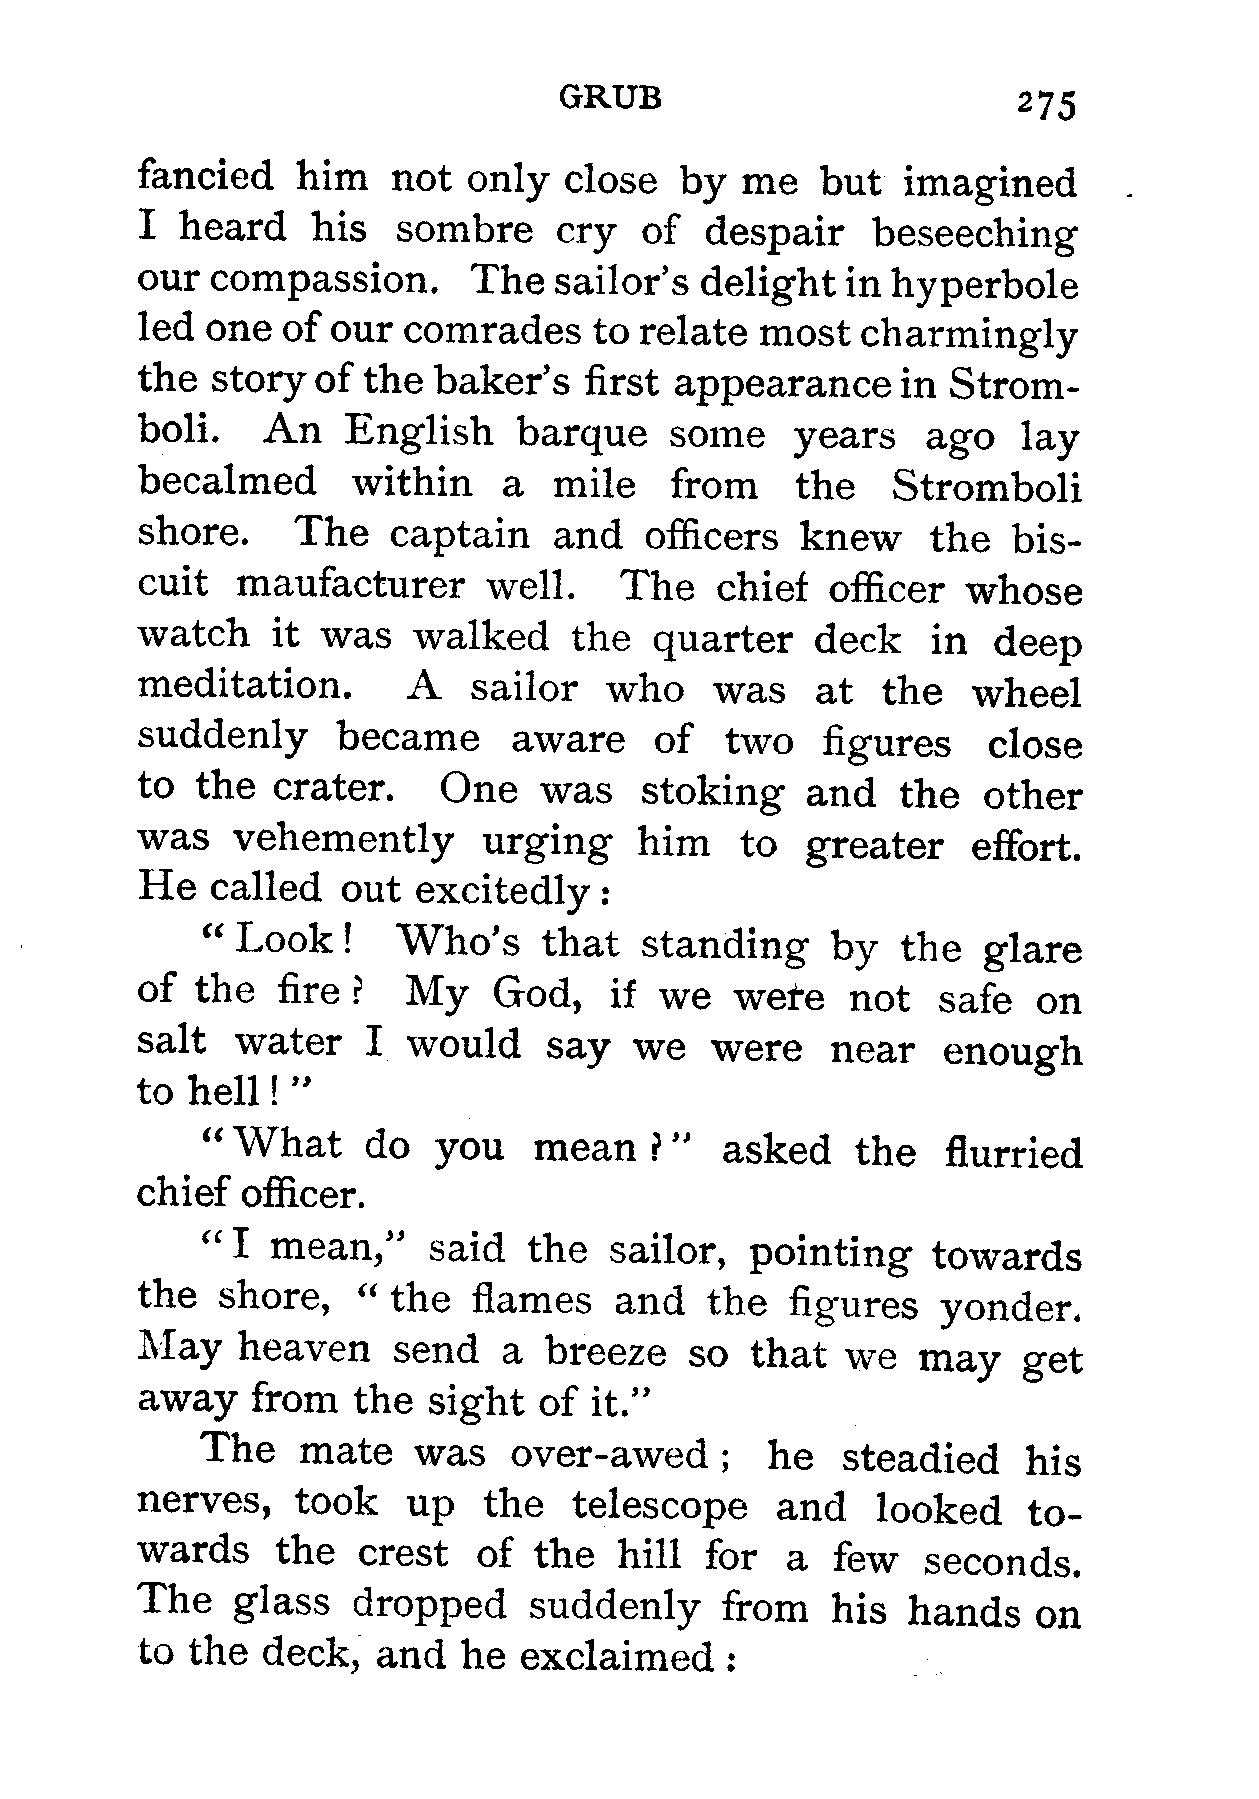 GRUB 275
fancied him not only close by me but imagined
I heard his sombre cry of despair beseeching
our compassion. The sailor's delight in hyperbole
led one of our comrades to relate most charmingly
the story of the baker's first appearance in Strom-
boli. An English barque some years ago lay
becalmed within a mile from the Stromboli
shore. The captain and officers knew the bis-
cuit maufacturer well. The chief officer whose
watch it was walked the quarter deck in deep
meditation. A sailor who was at the wheel
suddenly became aware of two figures close
to the crater. One was stoking and the other
was vehemently urging him to greater effort.
He called out excitedly :
“ Look ! Who's that standing by the glare
of the fire ? My God, if we were not safe on
salt water I would say we were near enough
to hell ! ”
“ What do you mean ? ” asked the flurried
chief officer.
“ I mean,” said the sailor, pointing towards
the shore, “ the flames and the figures yonder.
May heaven send a breeze so that we may get
away from the sight of it.”
The mate was over-awed ; he steadied his
nerves, took up the telescope and looked to-
wards the crest of the hill for a few seconds.
The glass dropped suddenly from his hands on
to the deck, and he exclaimed :